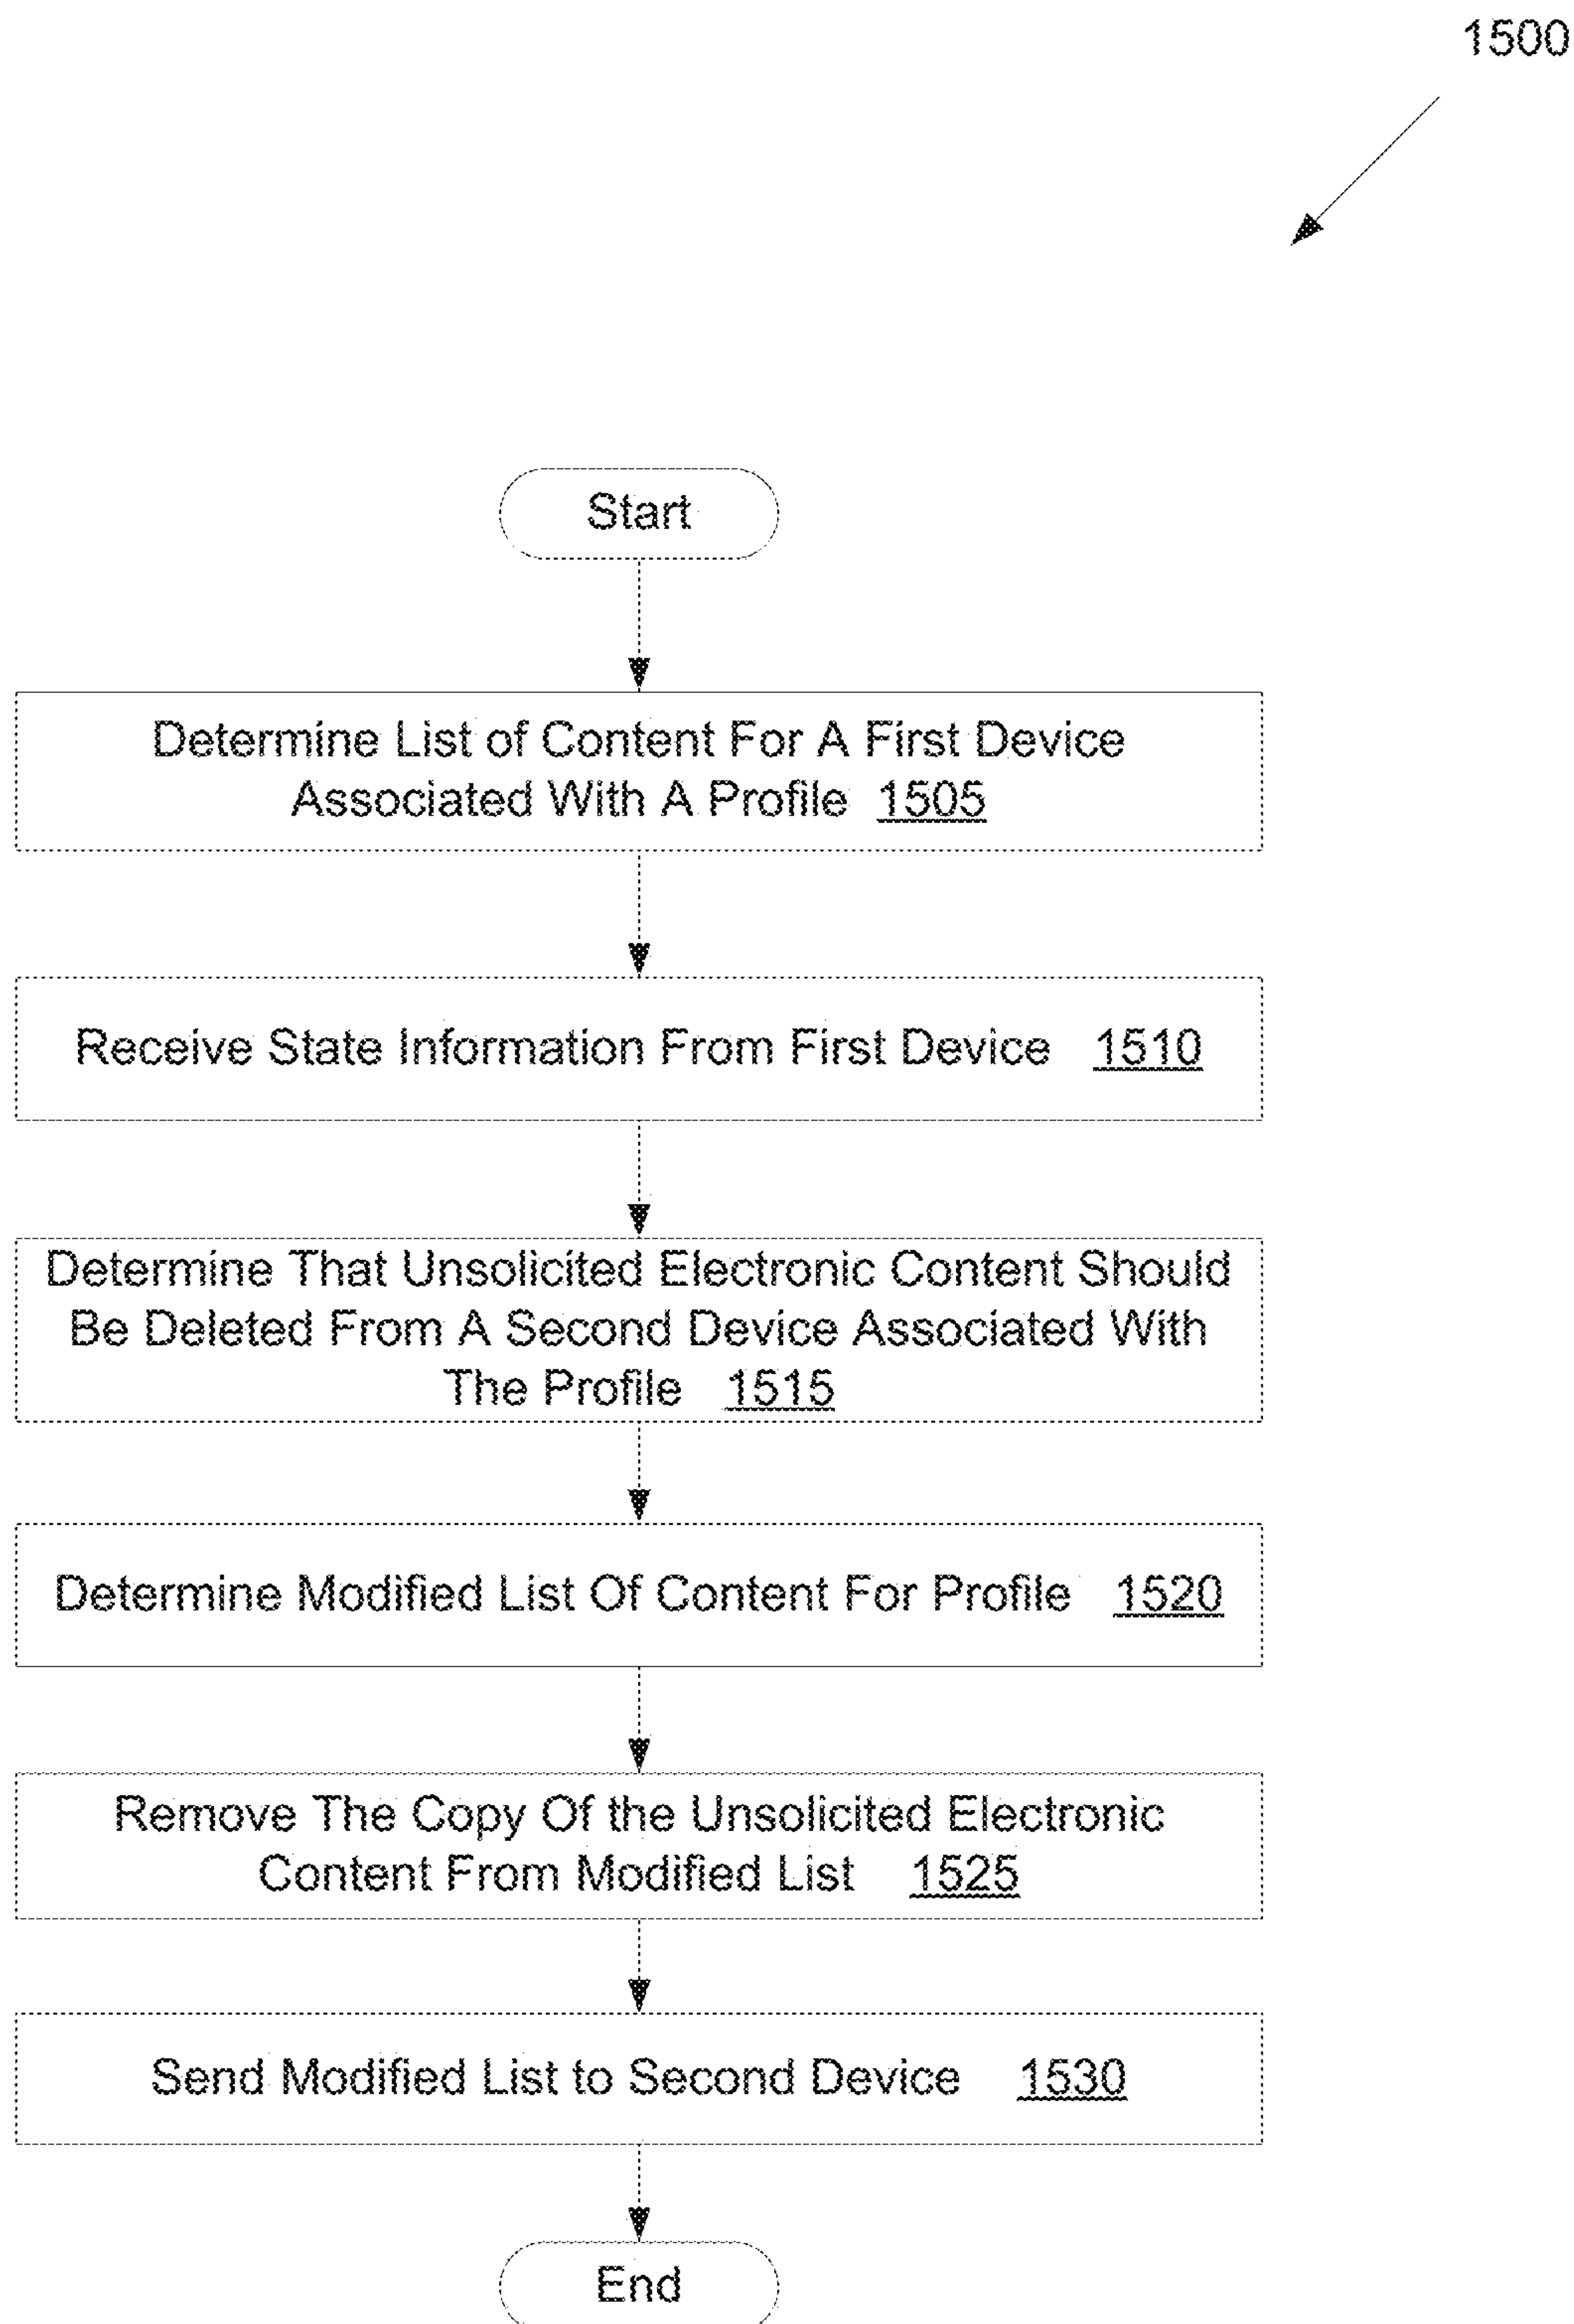 1500
Start
Determine List of Content For A First Device
Associated With A Profile 1505
Receive State Information From First Device 1510
Determine That Unsolicited Electronic Content Should
Be Deleted From A Second Device Associated With
The Profile 1515
Determine Modified List Of Content For Profile 1520
Remove The Copy Of the Unsolicited Electronic
Content From Modified List 1525
Send Modified List to Second Device 1530
End